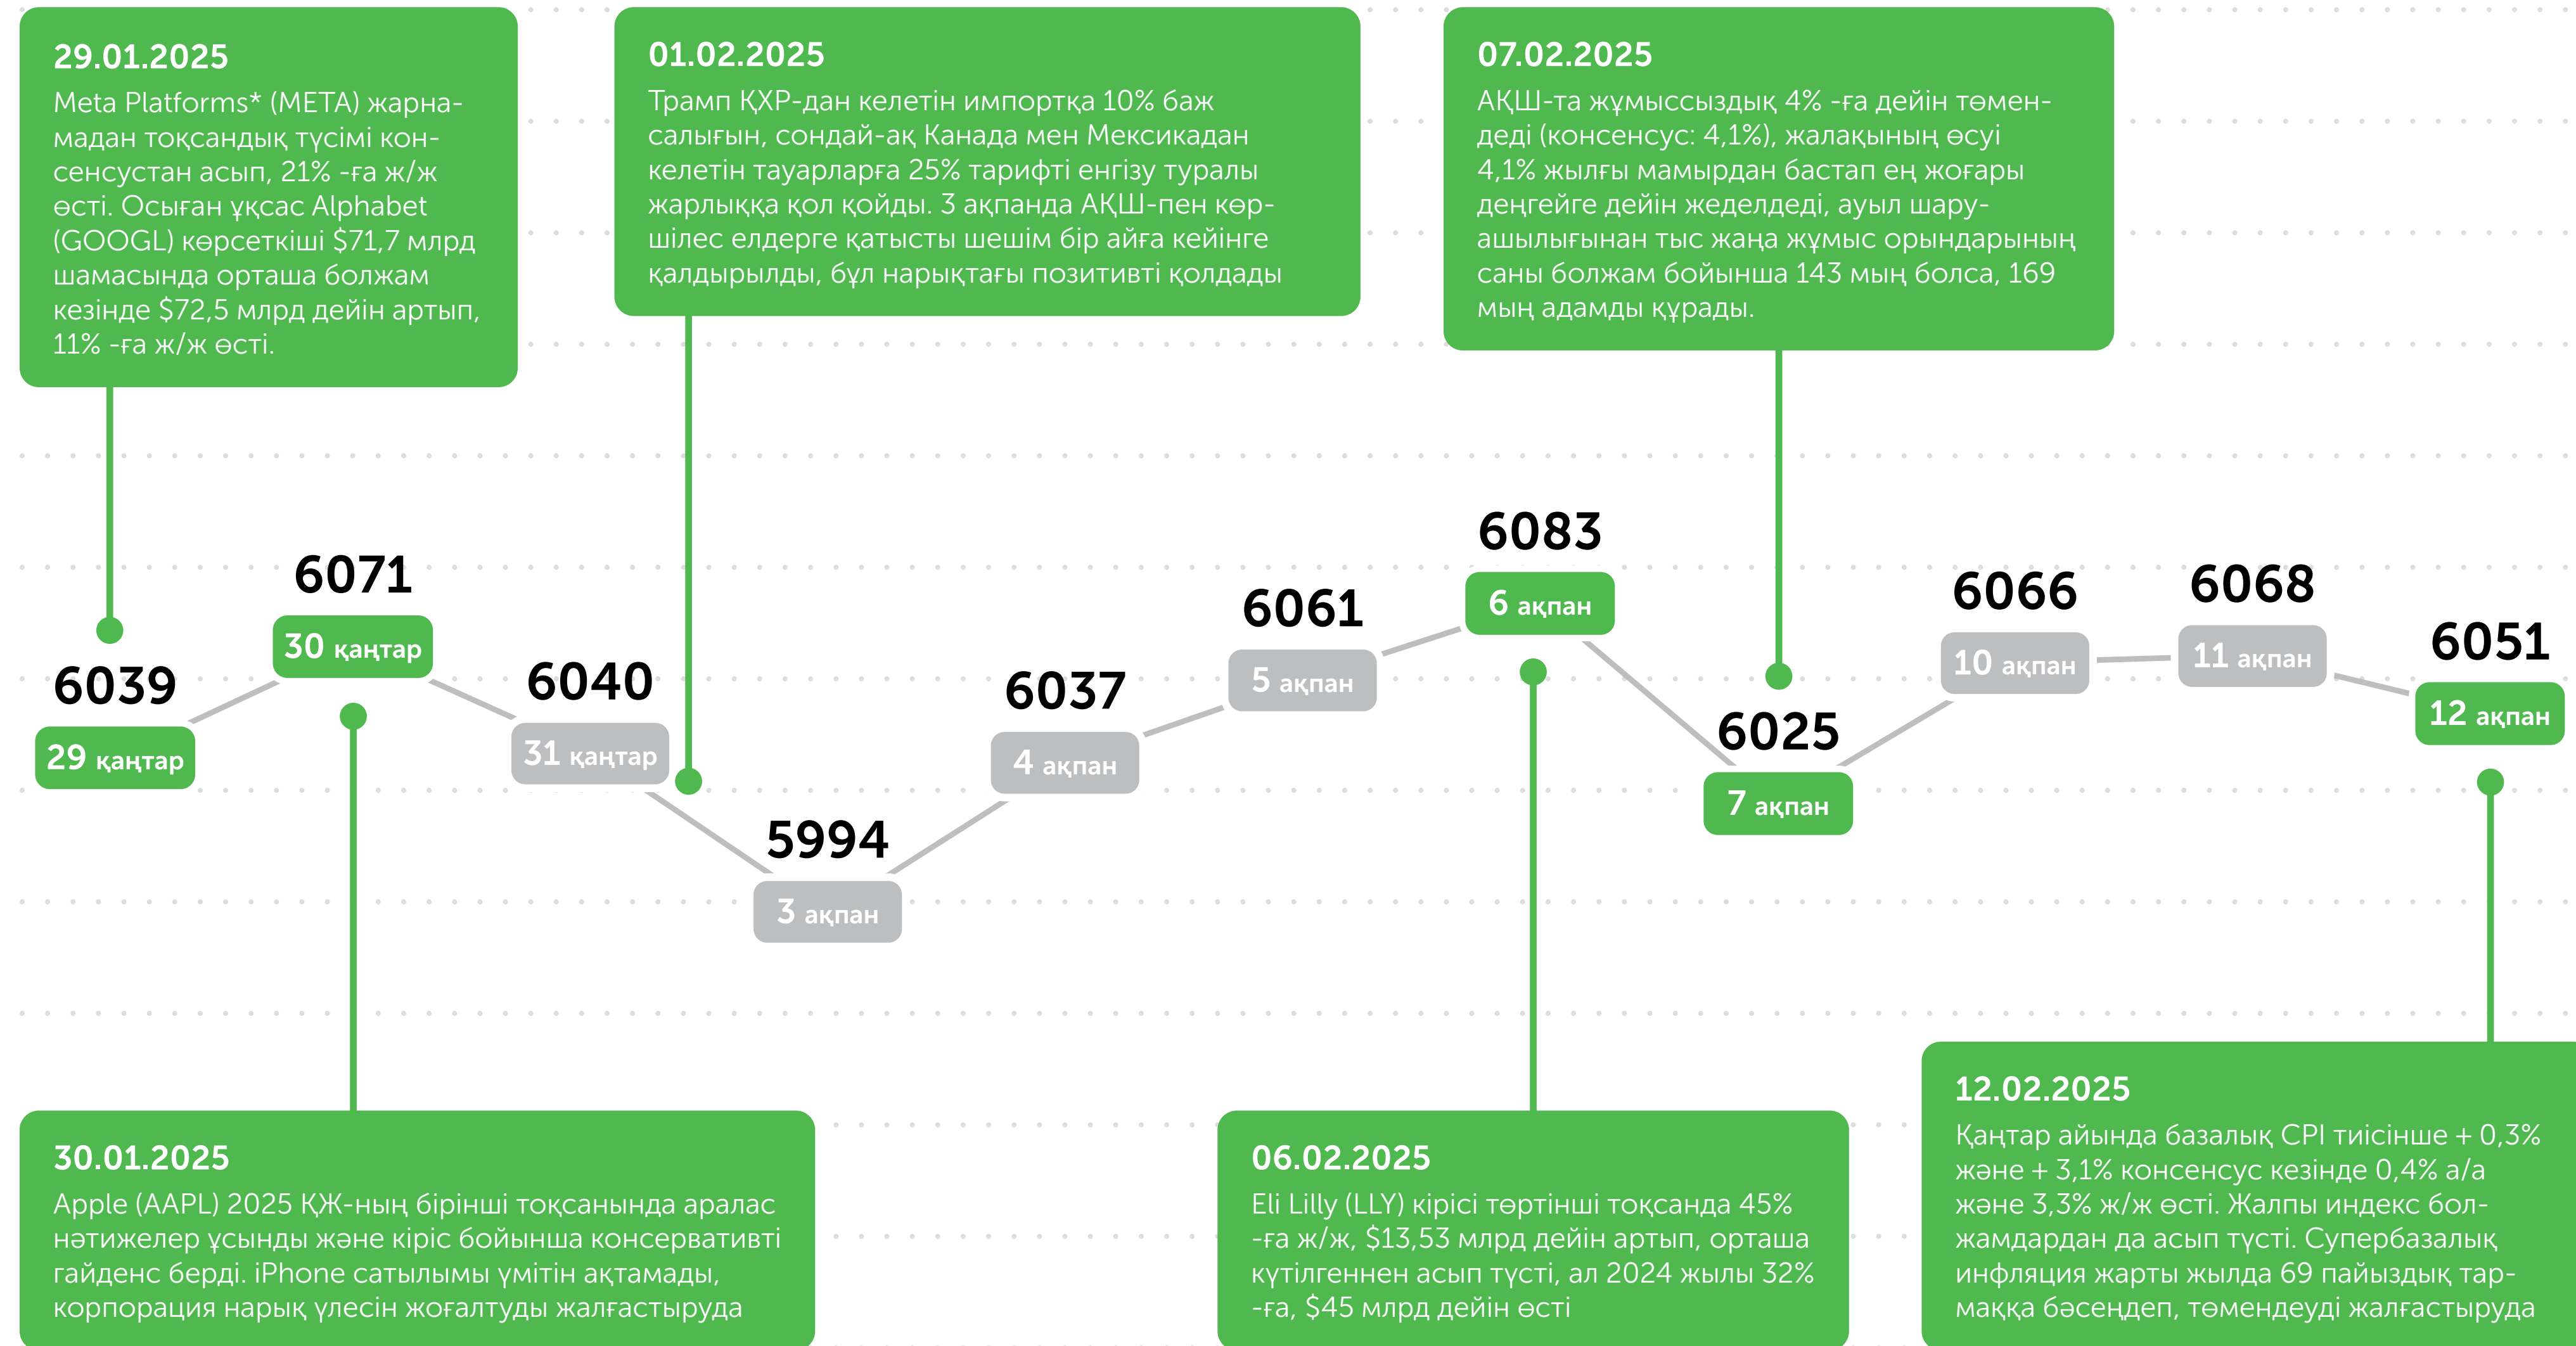 29.01.2025
Meta Platforms* (META) жарна-
мадан тоқсандық түсімі кон-
сенсустан асып, 21% -ға ж/ж
өсті. Осыған ұқсас Alphabet
(GOOGL) көрсеткіші $71,7 млрд
шамасында орташа болжам
кезінде $72,5 млрд дейін артып,
11% -ға ж/ж өсті.
01.02.2025
Трамп ҚХР-дан келетін импортқа 10% баж
салығын, сондай-ақ Канада мен Мексикадан
келетін тауарларға 25% тарифті енгізу туралы
жарлыққа қол қойды. 3 ақпанда АҚШ-пен көр-
шілес елдерге қатысты шешім бір айға кейінге
қалдырылды, бұл нарықтағы позитивті қолдады
07.02.2025
АҚШ-та жұмыссыздық 4% -ға дейін төмен-
деді (консенсус: 4,1%), жалақының өсуі
4,1% жылғы мамырдан бастап ең жоғары
деңгейге дейін жеделдеді, ауыл шару-
ашылығынан тыс жаңа жұмыс орындарының
саны болжам бойынша 143 мың болса, 169
мың адамды құрады.
6039
29 қаңтар
6071
30 қаңтар
6040
31 қаңтар
5994
3 ақпан
6037
4 ақпан
6061
5 ақпан
6083
6 ақпан
6025
7 ақпан
6066
10 ақпан
6068
11 ақпан
6051
12 ақпан
30.01.2025
Apple (AAPL) 2025 ҚЖ-ның бірінші тоқсанында аралас
нәтижелер ұсынды және кіріс бойынша консервативті
гайденс берді. iPhone сатылымы үмітін ақтамады,
корпорация нарық үлесін жоғалтуды жалғастыруда
06.02.2025
Eli Lilly (LLY) кірісі төртінші тоқсанда 45%
-ға ж/ж, $13,53 млрд дейін артып, орташа
күтілгеннен асып түсті, ал 2024 жылы 32%
-ға, $45 млрд дейін өсті
12.02.2025
Қаңтар айында базалық CPI тиісінше + 0,3%
және + 3,1% консенсус кезінде 0,4% а/а
және 3,3% ж/ж өсті. Жалпы индекс бол-
жамдардан да асып түсті. Супербазалық
инфляция жарты жылда 69 пайыздық тар-
маққа бәсеңдеп, төмендеуді жалғастыруда